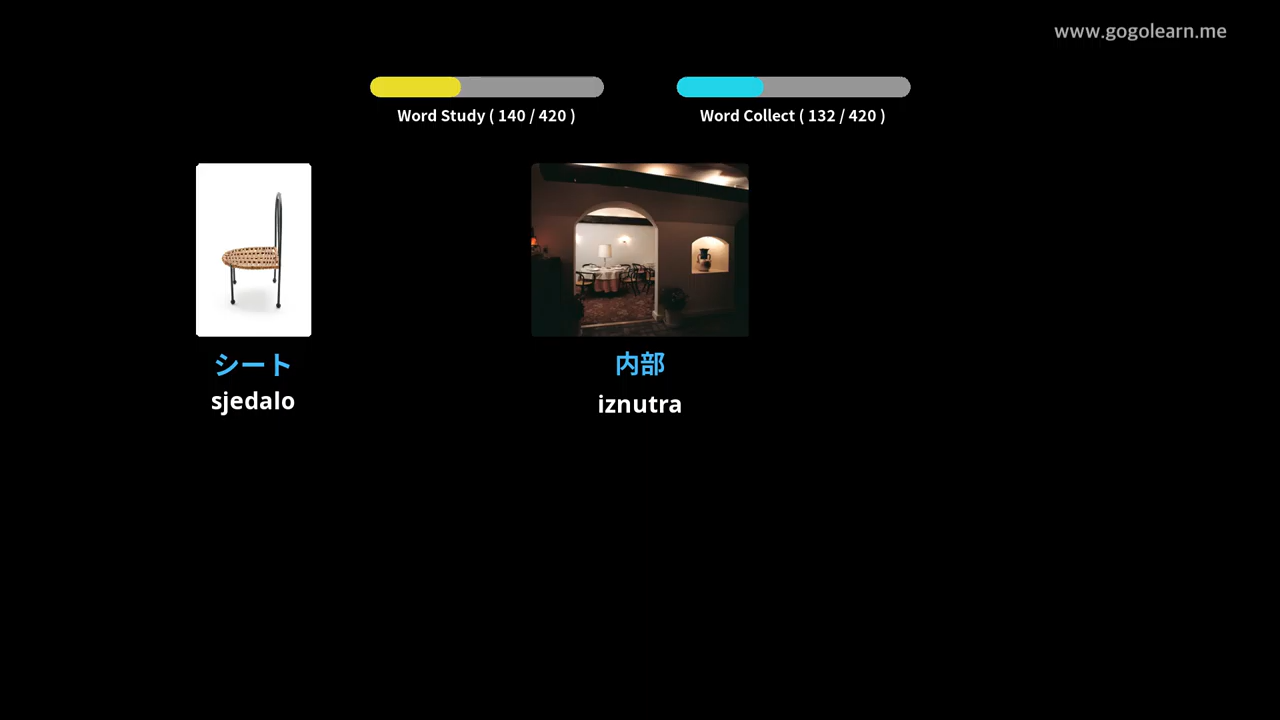 www.gogolearn.me
Word Study ( 140 / 420 )
Word Collect ( 132 / 420 )
シート
sjedalo
内部
iznutra